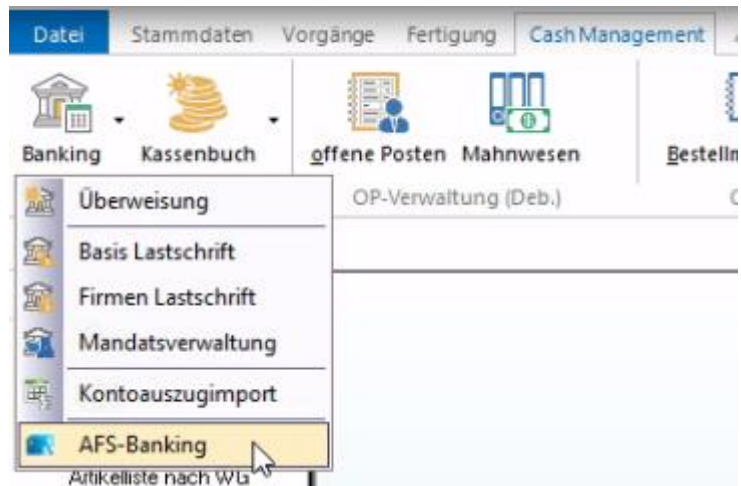 Datei Stammdaten Vorgänge Fertigung Cash Management
Banking Kassenbuch offene Posten Mahnwesen
OP-Verwaltung (Deb.)
Überweisung
Basis Lastschrift
Firmen Lastschrift
Mandatsverwaltung
Kontoauszugimport
AFS-Banking
Artikelliste nach WG